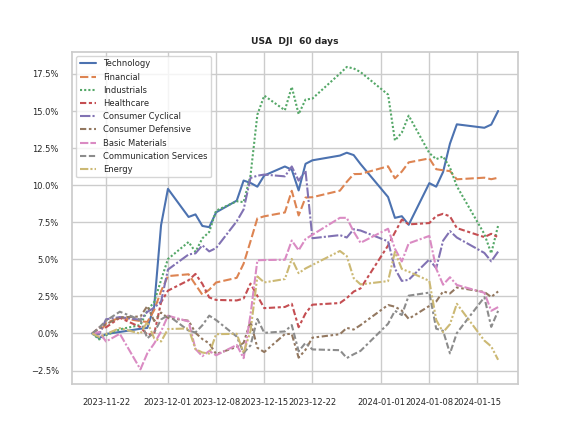 USA DJI 60 days
Technology
Financial
Industrials
Healthcare
Consumer Cyclical
Consumer Defensive
Basic Materials
Communication Services
Energy
17.5%
15.0%
12.5%
10.0%
7.5%
5.0%
2.5%
0.0%
−2.5%
2023-11-22
2023-12-01
2023-12-08
2023-12-15
2023-12-22
2024-01-01
2024-01-08
2024-01-15